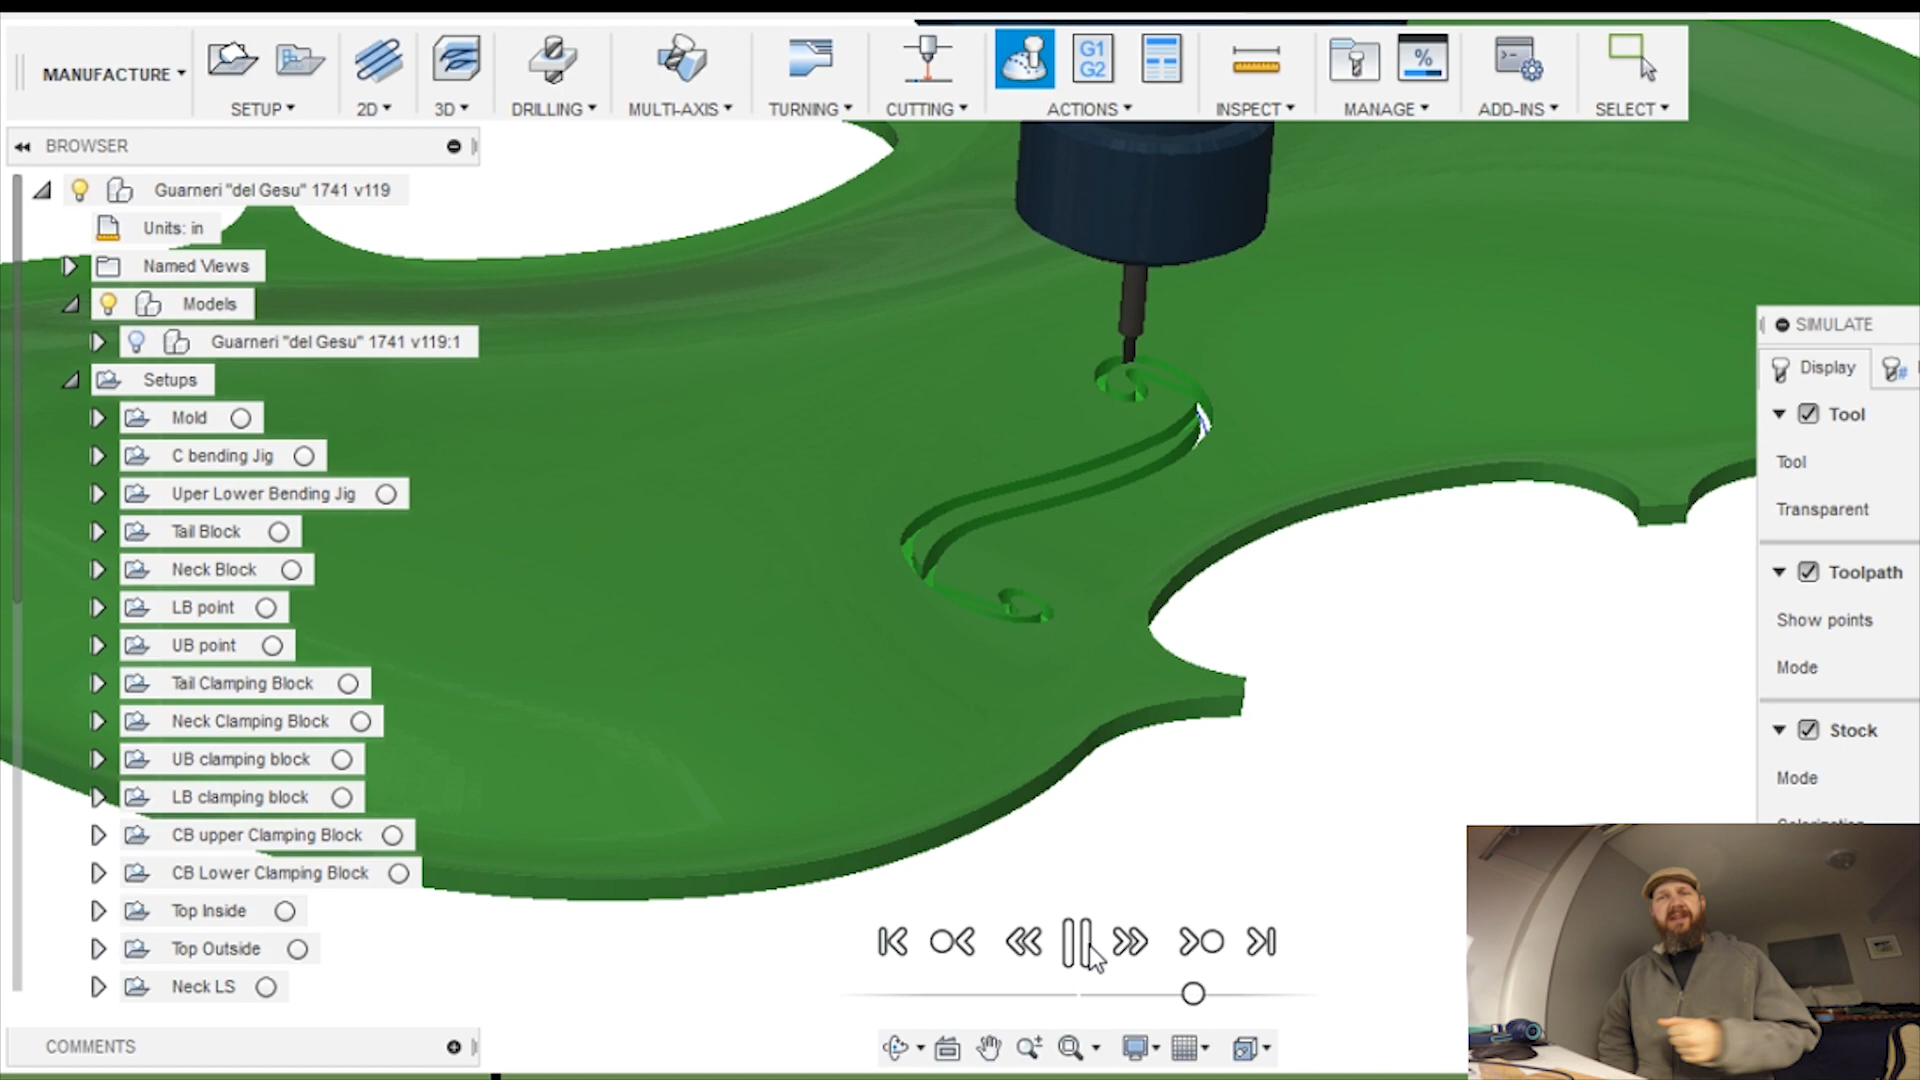 MANUFACTURE
SETUP
2D
3D
DRILLING
MULTI-AXIS
TURNING
CUTTING
G1
G2
ACTIONS
INSPECT
%
MANAGE
ADD-INS
SELECT
BROWSER
Guarneri "del Gesu" 1741 v119
Units: in
Named Views
Models
Guarneri "del Gesu" 1741 v119:1
Setups
Mold
C bending Jig
Uper Lower Bending Jig
Tail Block
Neck Block
LB point
UB point
Tail Clamping Block
Neck Clamping Block
UB clamping block
LB clamping block
CB upper Clamping Block
CB Lower Clamping Block
Top Inside
Top Outside
Neck LS
COMMENTS
SIMULATE
Display
Tool
Tool
Transparent
Toolpath
Show points
Mode
Stock
Mode